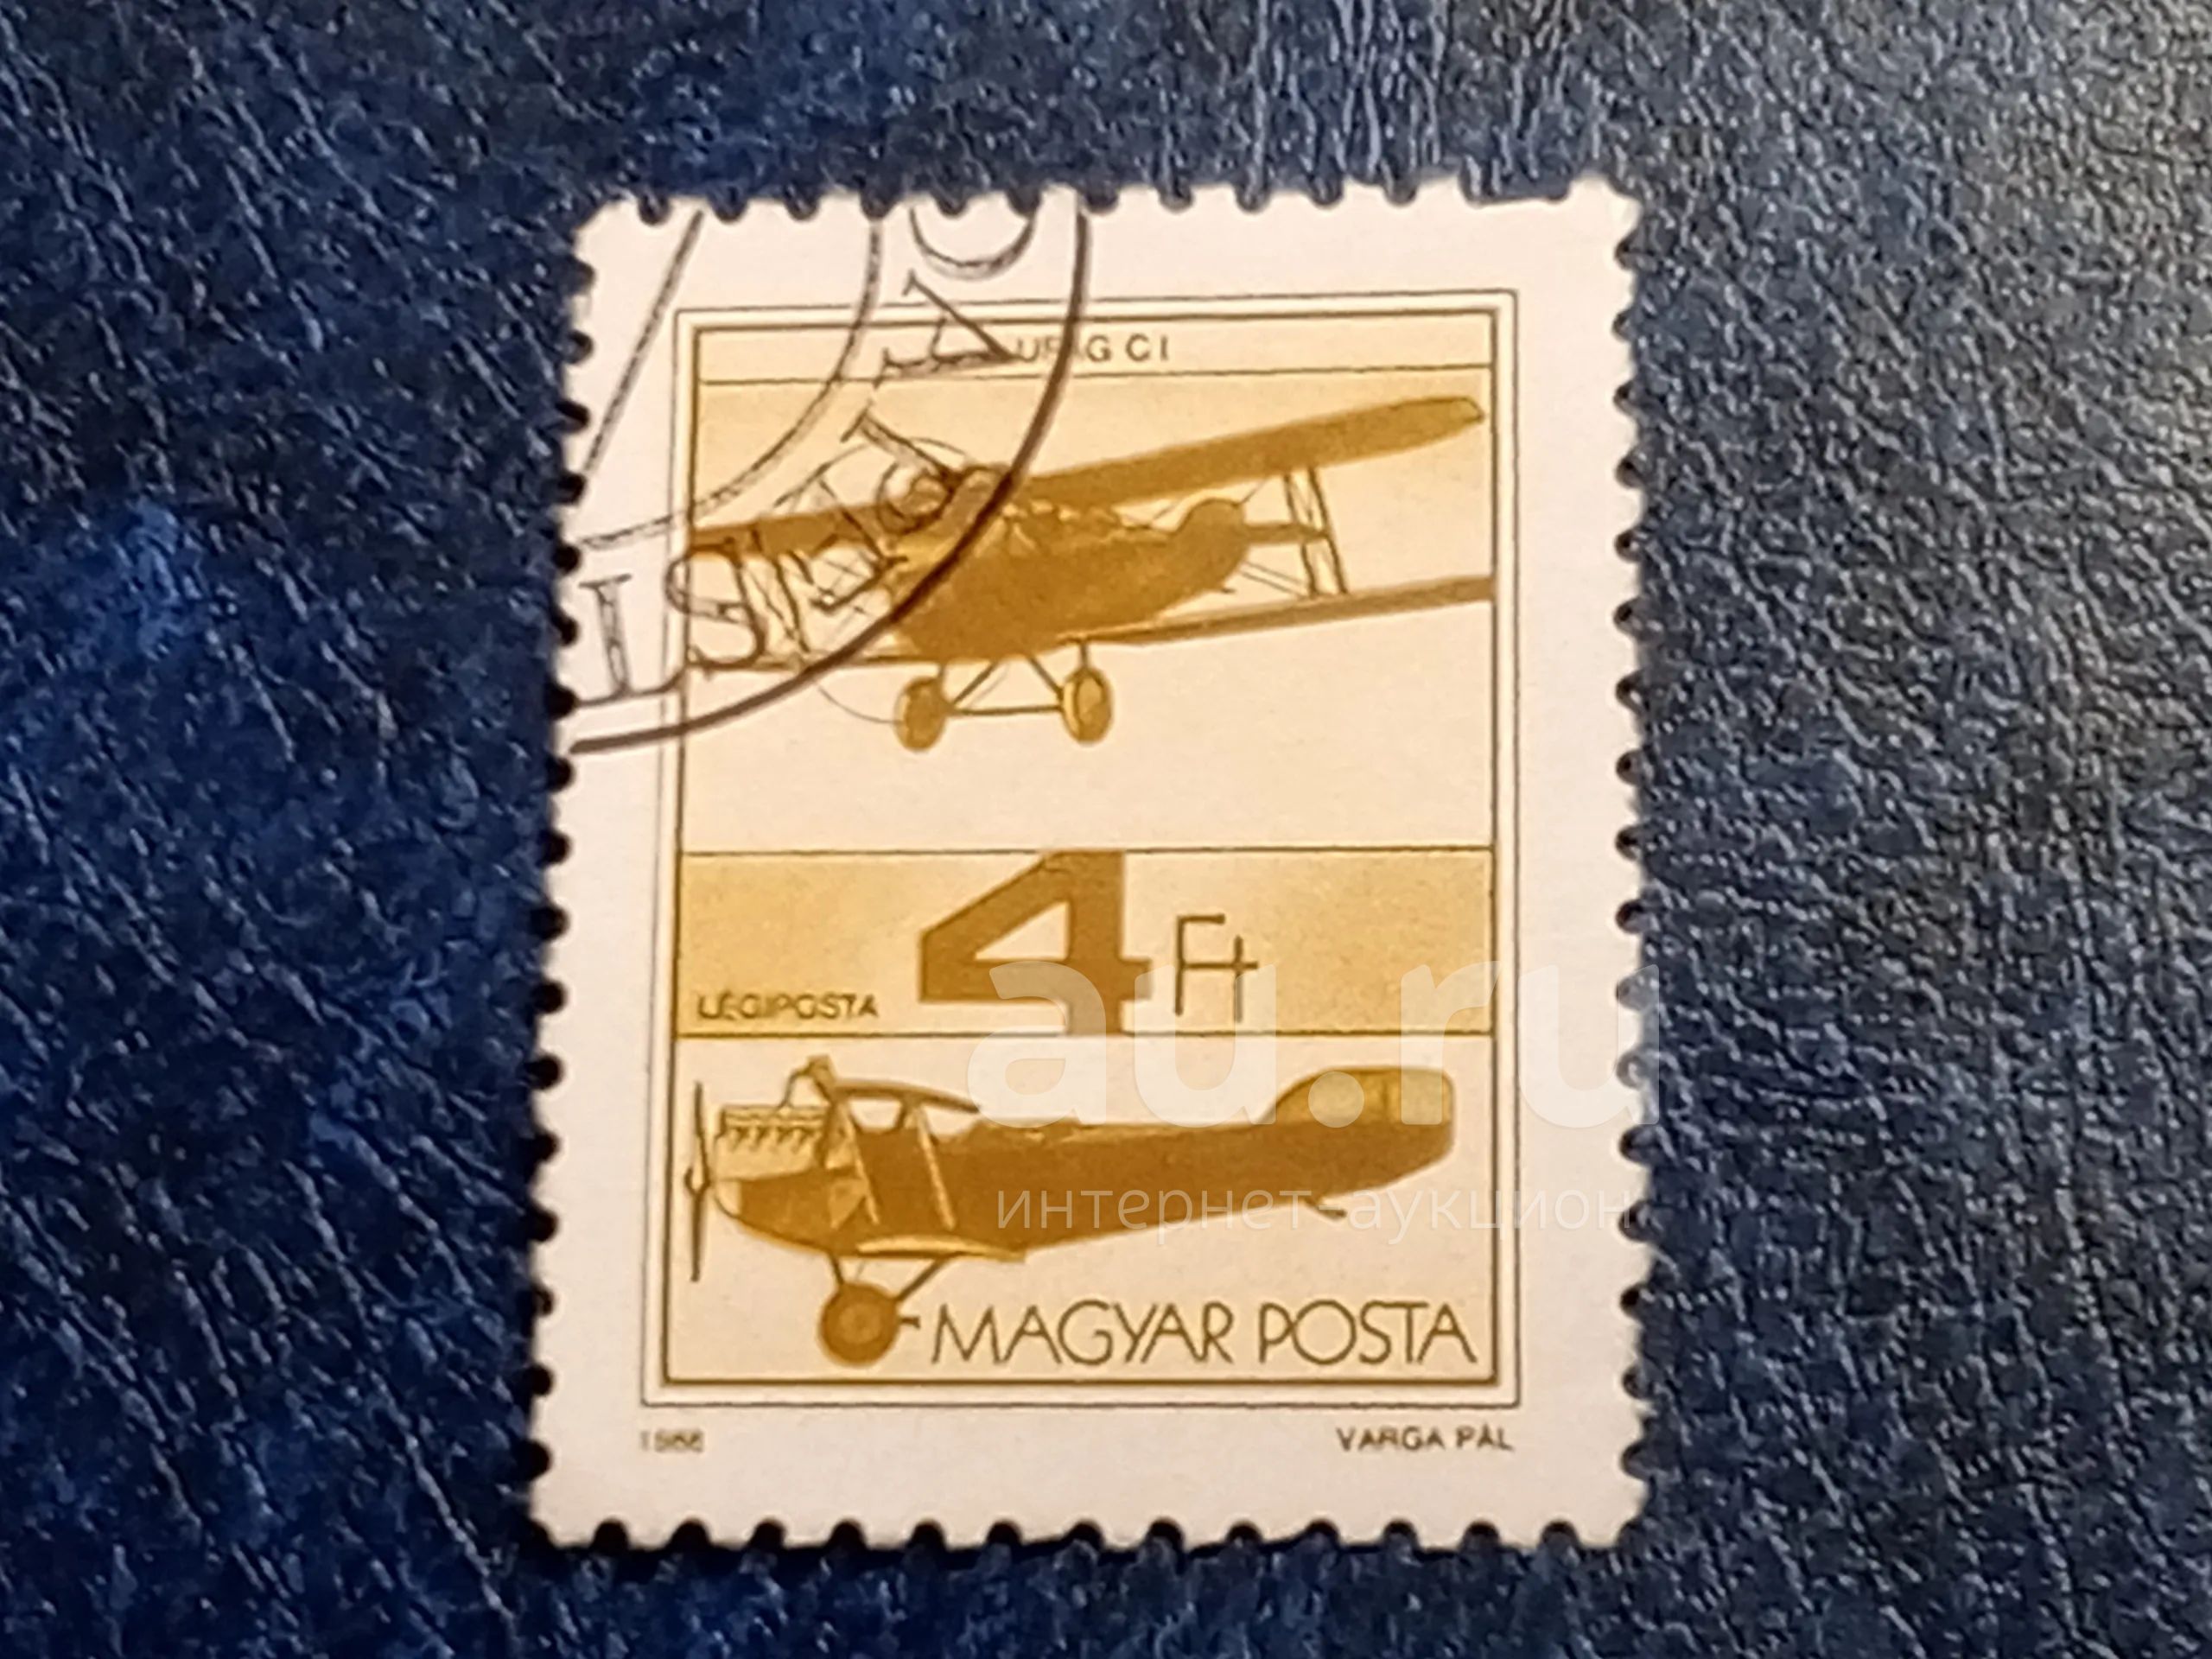 C I
4 Ft
LÉGIPOSTA
MAGYAR POSTA
VARGA PÁL
au.ru
интернет-аукцион